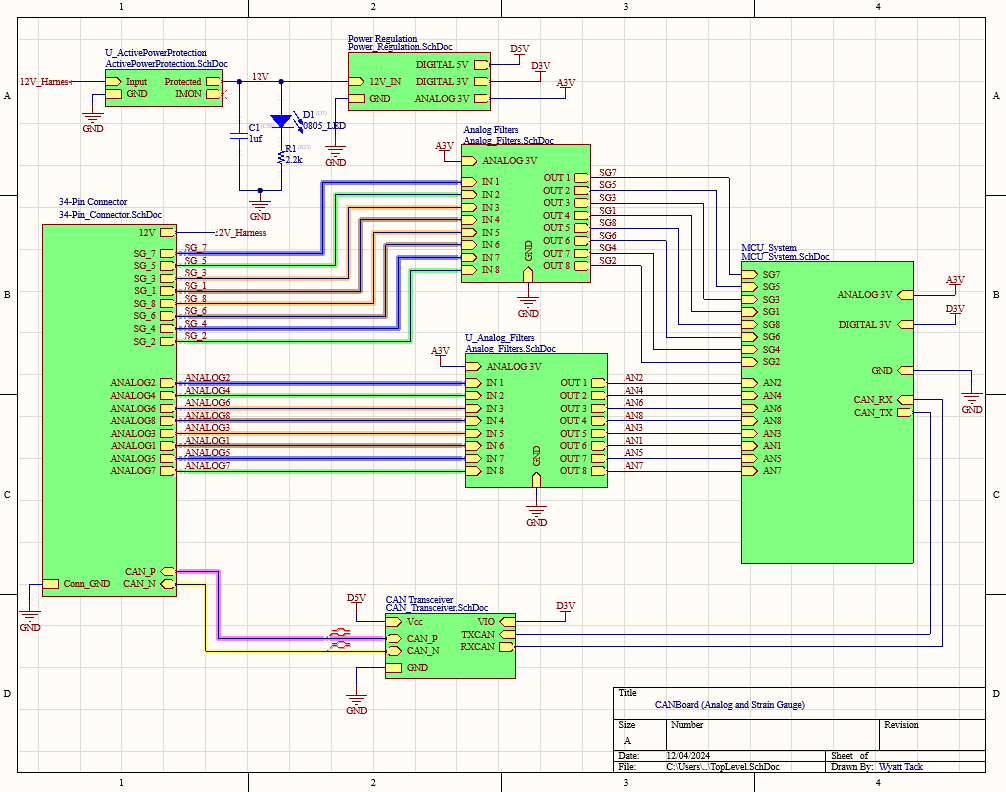 1 2 3 4
A A
B B
C C
D D
U_ActivePowerProtection
ActivePowerProtection.SchDoc
12V_Harness
Input Protected
GND IMON
GND
12V
C1
1uf
D1
0805_LED
R1
2.2k
GND
Power Regulation
Power_Regulation.SchDoc
12V_IN
GND
DIGITAL 5V
DIGITAL 3V
ANALOG 3V
D5V
D3V
A3V
GND
34-Pin Connector
34-Pin_Connector.SchDoc
12V 12V_Harness
SG_7 SG_7
SG_5 SG_5
SG_3 SG_3
SG_1 SG_1
SG_8 SG_8
SG_6 SG_6
SG_4 SG_4
SG_2 SG_2
ANALOG2 ANALOG2
ANALOG4 ANALOG4
ANALOG6 ANALOG6
ANALOG8 ANALOG8
ANALOG3 ANALOG3
ANALOG1 ANALOG1
ANALOG5 ANALOG5
ANALOG7 ANALOG7
CAN_P
Conn_GND CAN_N
GND
Analog Filters
Analog_Filters.SchDoc
A3V
ANALOG 3V
IN 1 OUT 1 SG7
IN 2 OUT 2 SG5
IN 3 OUT 3 SG3
IN 4 OUT 4 SG1
IN 5 OUT 5 SG8
IN 6 OUT 6 SG6
IN 7 OUT 7 SG4
IN 8 OUT 8 SG2
GND
GND
U_Analog_Filters
Analog_Filters.SchDoc
A3V
ANALOG 3V
IN 1 OUT 1 AN2
IN 2 OUT 2 AN4
IN 3 OUT 3 AN6
IN 4 OUT 4 AN8
IN 5 OUT 5 AN3
IN 6 OUT 6 AN1
IN 7 OUT 7 AN5
IN 8 OUT 8 AN7
GND
GND
MCU_System
MCU_System.SchDoc
SG7
SG5
SG3
SG1
SG8
SG6
SG4
SG2
AN2
AN4
AN6
AN8
AN3
AN1
AN5
AN7
ANALOG 3V A3V
DIGITAL 3V D3V
GND
CAN_RX
CAN_TX
GND
CAN Transceiver
CAN_Transceiver.SchDoc
D5V
D3V
Vcc VIO
CAN_P TXCAN
CAN_N RXCAN
GND
GND
Title
CANBoard (Analog and Strain Gauge)
Size Number Revision
A
Date: 12/04/2024 Sheet of
File: C:\Users\..\TopLevel.SchDoc Drawn By: Wyatt Tack
1 2 3 4